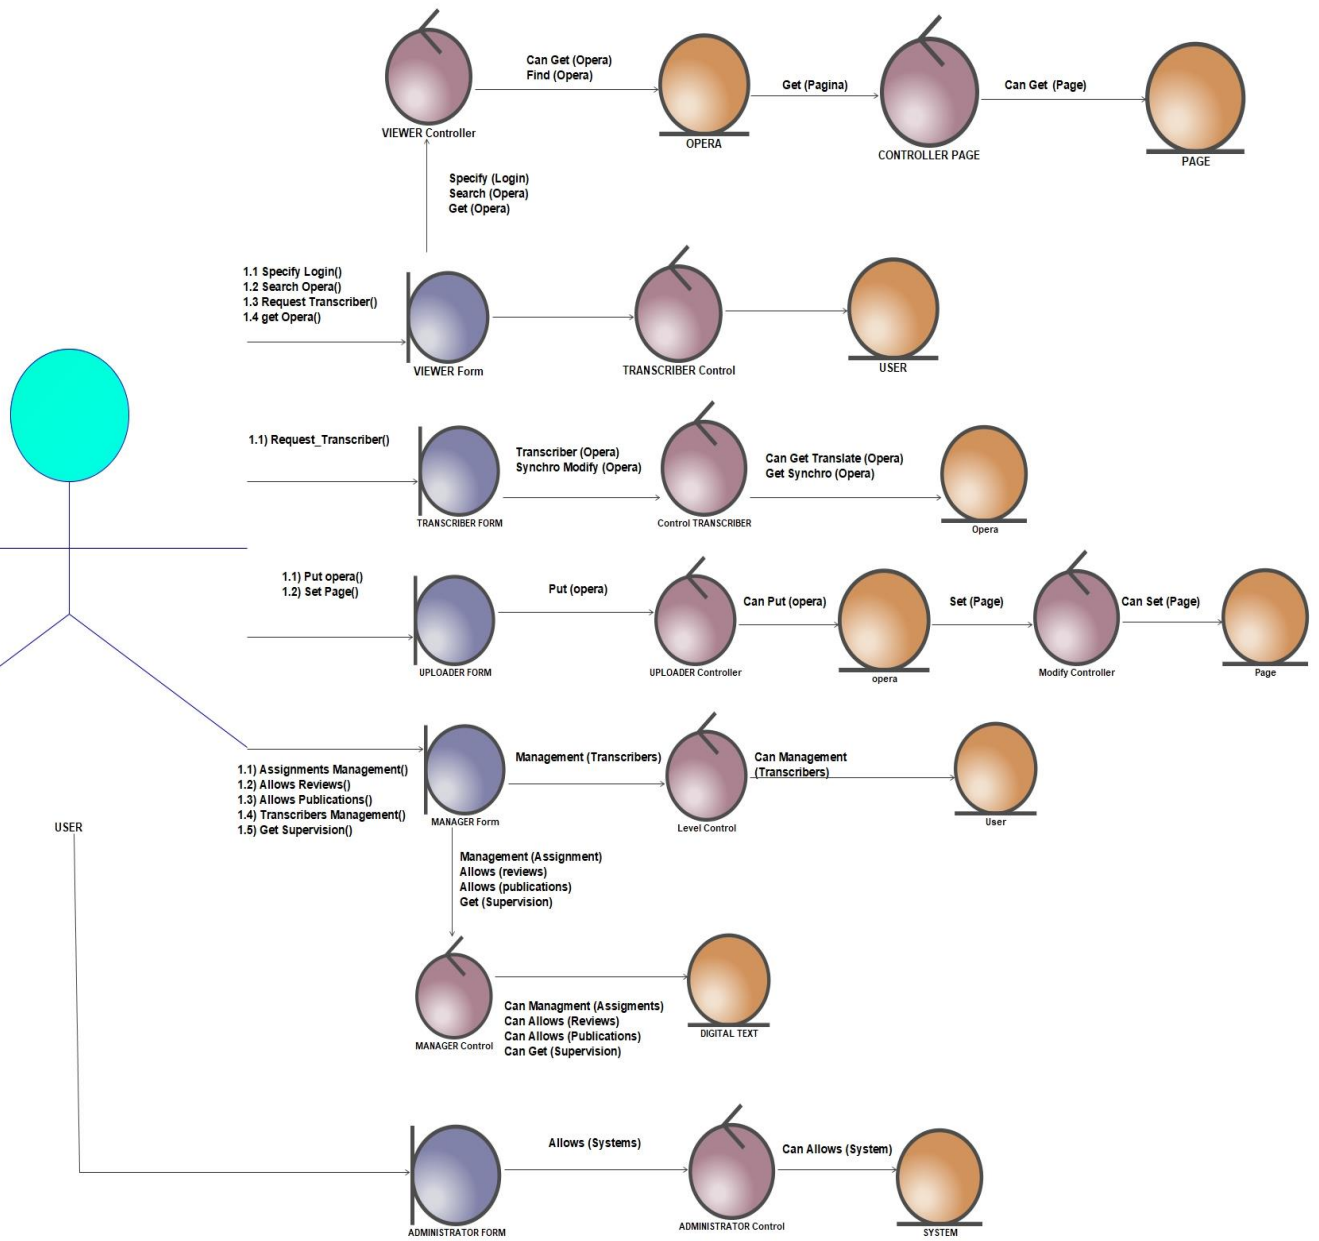 Can Get (Opera)
Find (Opera)
Get (Pagina)
Can Get (Page)
VIEWER Controller
OPERA
CONTROLLER PAGE
PAGE
Specify (Login)
Search (Opera)
Get (Opera)
1.1 Specify Login()
1.2 Search Opera()
1.3 Request Transcriber()
1.4 get Opera()
VIEWER Form
TRANSCRIBER Control
USER
1.1) Request_Transcriber()
Transcriber (Opera)
Synchro Modify (Opera)
Can Get Translate (Opera)
Get Synchro (Opera)
TRANSCRIBER FORM
Control TRANSCRIBER
Opera
1.1) Put opera()
1.2) Set Page()
Put (opera)
Can Put (opera)
Set (Page)
Can Set (Page)
UPLOADER FORM
UPLOADER Controller
opera
Modify Controller
Page
Management (Transcribers)
Can Management
(Transcribers)
1.1) Assignments Management()
1.2) Allows Reviews()
1.3) Allows Publications()
1.4) Transcribers Management()
1.5) Get Supervision()
MANAGER Form
Level Control
User
USER
Management (Assignment)
Allows (reviews)
Allows (publications)
Get (Supervision)
Can Managment (Assigments)
Can Allows (Reviews)
Can Allows (Publications)
Can Get (Supervision)
MANAGER Control
DIGITAL TEXT
Allows (Systems)
Can Allows (System)
ADMINISTRATOR FORM
ADMINISTRATOR Control
SYSTEM